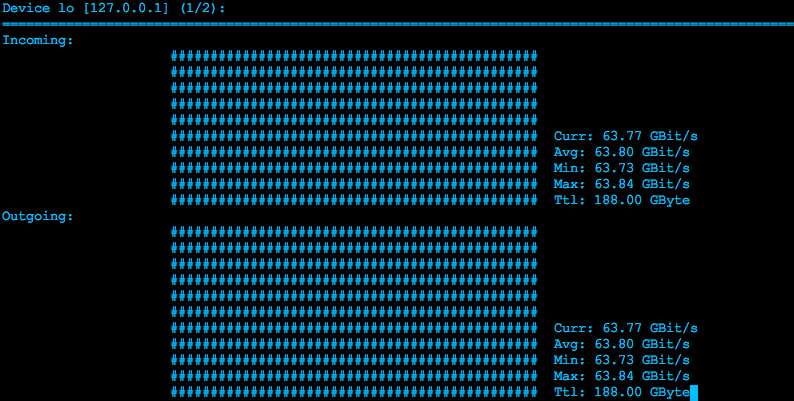 Device lo [127.0.0.1] (1/2):
===================================================================================================
Incoming:
##############################################
##############################################
##############################################
##############################################
##############################################
############################################## Curr: 63.77 GBit/s
############################################## Avg: 63.80 GBit/s
############################################## Min: 63.73 GBit/s
############################################## Max: 63.84 GBit/s
############################################## Ttl: 188.00 GByte
Outgoing:
##############################################
##############################################
##############################################
##############################################
##############################################
##############################################
############################################## Curr: 63.77 GBit/s
############################################## Avg: 63.80 GBit/s
############################################## Min: 63.73 GBit/s
############################################## Max: 63.84 GBit/s
############################################## Ttl: 188.00 GByte